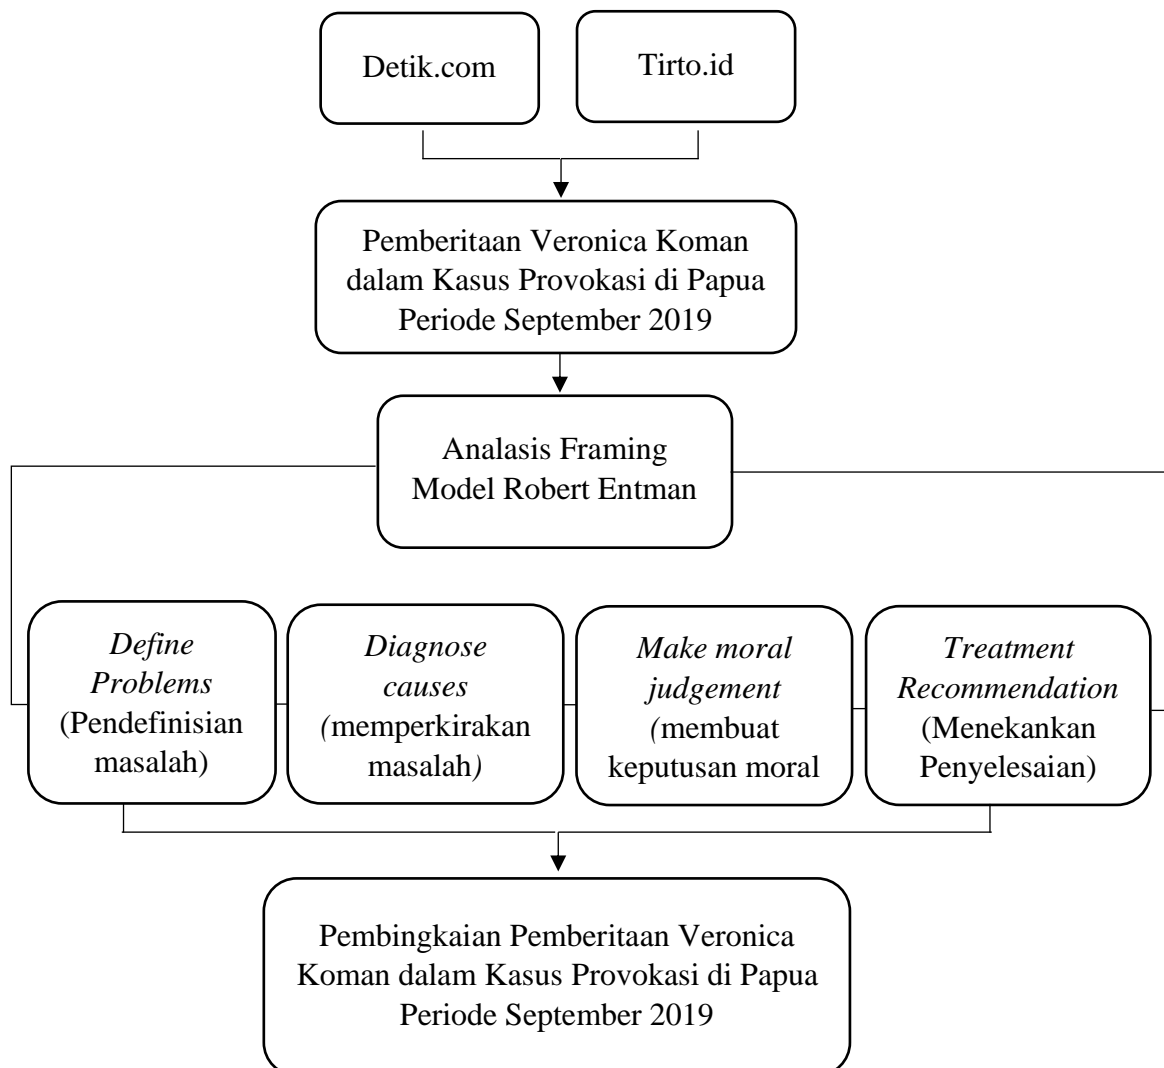 Detik.com
Tirto.id
Pemberitaan Veronica Koman
dalam Kasus Provokasi di Papua
Periode September 2019
Analasis Framing
Model Robert Entman
Define
Problems
(Pendefinisian
masalah)
Diagnose
causes
(memperkirakan
masalah)
Make moral
judgement
(membuat
keputusan moral
Treatment
Recommendation
(Menekankan
Penyelesaian)
Pembingkaian Pemberitaan Veronica
Koman dalam Kasus Provokasi di Papua
Periode September 2019